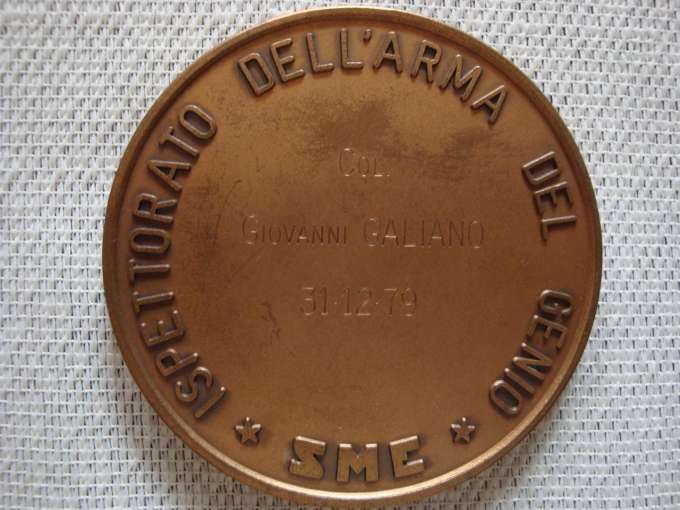 ISPETTORATO DELL'ARMA DEL GENIO
COL.
GIOVANNI GALIANO
31·12·79
★ SME ★